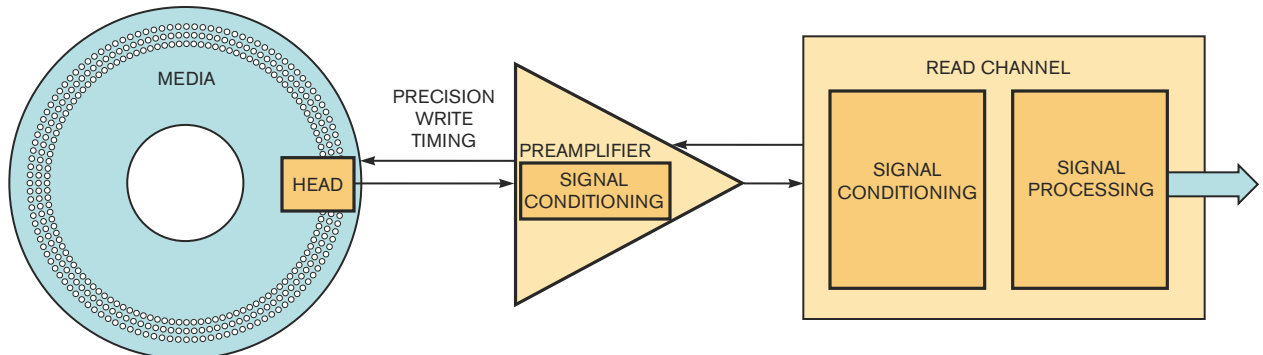 MEDIA
HEAD
PRECISION
WRITE
TIMING
PREAMPLIFIER
SIGNAL
CONDITIONING
READ CHANNEL
SIGNAL
CONDITIONING
SIGNAL
PROCESSING